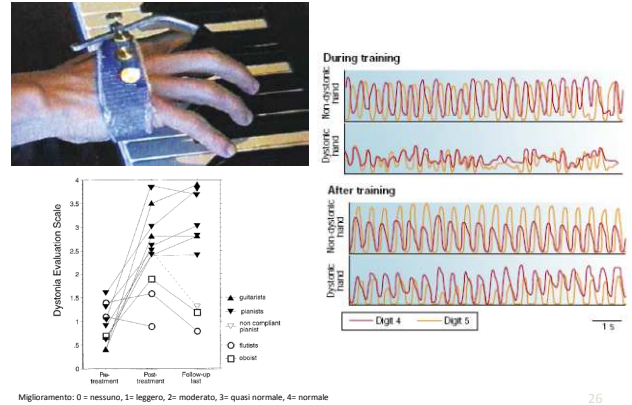 During training
Non-dystonic
hand
Dystonic
hand
After training
Non-dystonic
hand
Dystonic
hand
Digit 4
Digit 5
1 s
Dystonia Evaluation Scale
4
3.5
3
2.5
2
1.5
1
.5
0
Pre-
treatment
Post-
treatment
Follow-up
last
guitarists
pianists
non compliant
pianist
flutists
oboist
Miglioramento: 0 = nessuno, 1= leggero, 2= moderato, 3= quasi normale, 4= normale
26